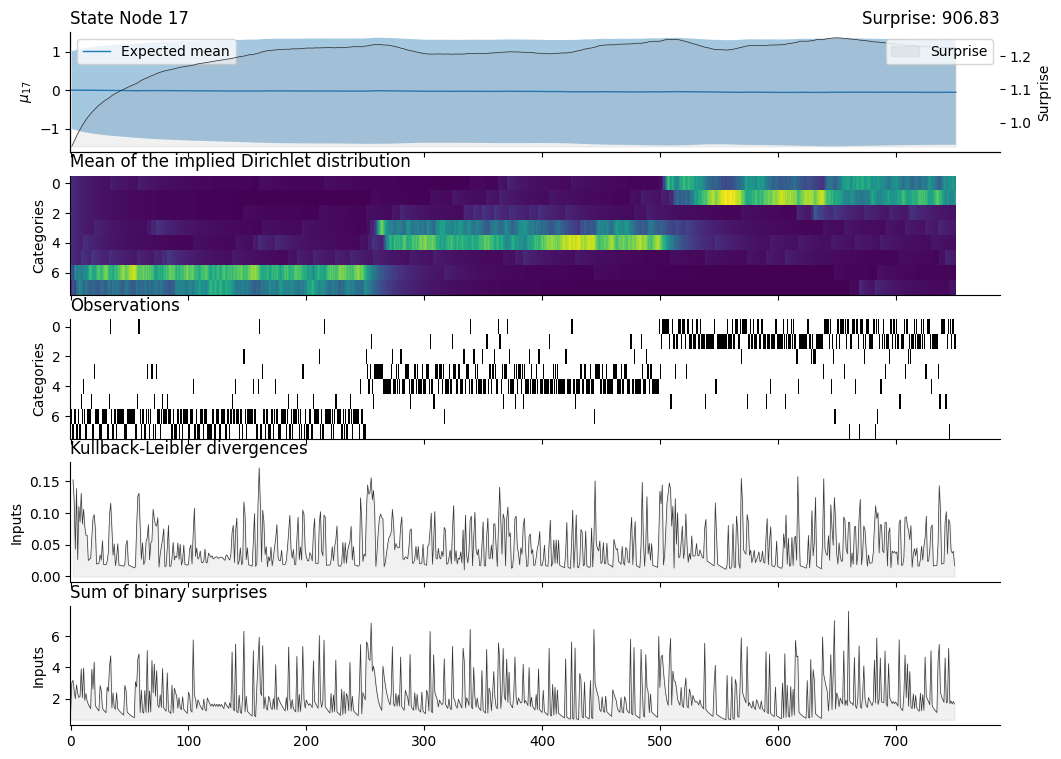 State Node 17
Surprise: 906.83
Expected mean
Surprise
1
0
−1
μ17
1.2
1.1
1.0
Surprise
Mean of the implied Dirichlet distribution
0
2
4
6
Categories
Observations
0
2
4
6
Categories
Kullback-Leibler divergences
0.15
0.10
0.05
0.00
Inputs
Sum of binary surprises
6
4
2
Inputs
0 100 200 300 400 500 600 700